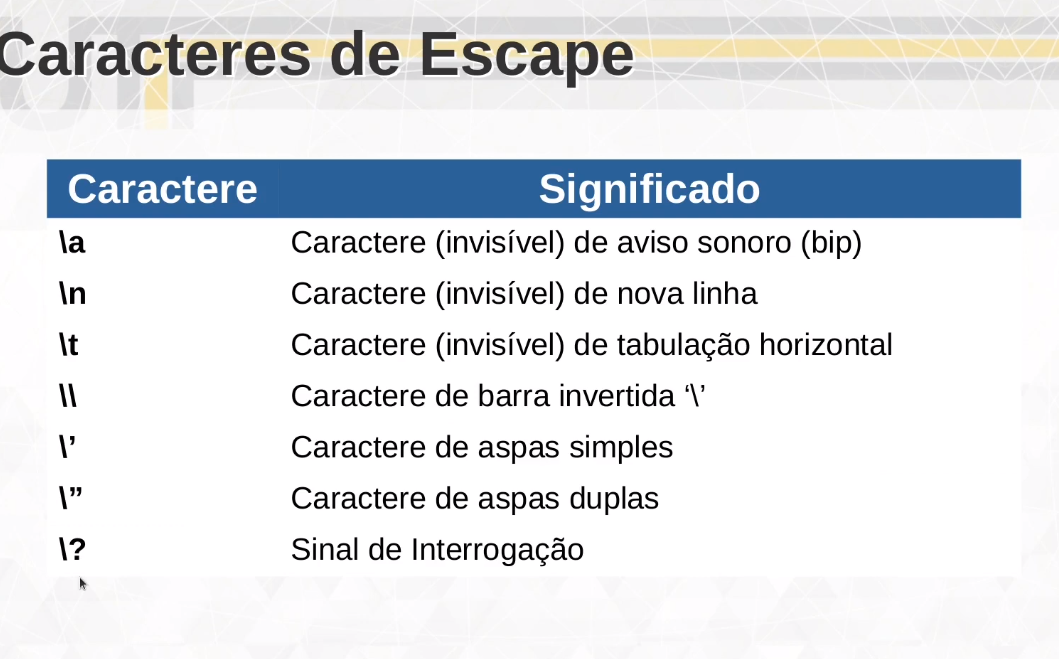 Caracteres de Escape
Caractere Significado
\a Caractere (invisível) de aviso sonoro (bip)
\n Caractere (invisível) de nova linha
\t Caractere (invisível) de tabulação horizontal
\\ Caractere de barra invertida ‘\’
\’ Caractere de aspas simples
\” Caractere de aspas duplas
\? Sinal de Interrogação